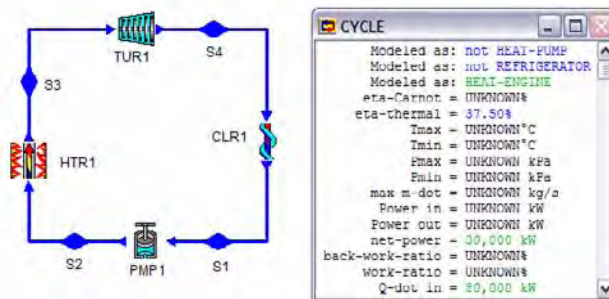 TUR1
S4
S3
CLR1
HTR1
S2
PMP1
S1
CYCLE
Modeled as: not HEAT-PUMP
Modeled as: not REFRIGERATOR
Modeled as: HEAT-ENGINE
eta-Carnot = UNKNOWN%
eta-thermal = 37.50%
Tmax = UNKNOWN°C
Tmin = UNKNOWN°C
Pmax = UNKNOWN kPa
Pmin = UNKNOWN kPa
max m-dot = UNKNOWN kg/s
Power in = UNKNOWN kW
Power out = UNKNOWN kW
net-power = 30,000 kW
back-work-ratio = UNKNOWN%
work-ratio = UNKNOWN%
Q-dot in = 80,000 kW